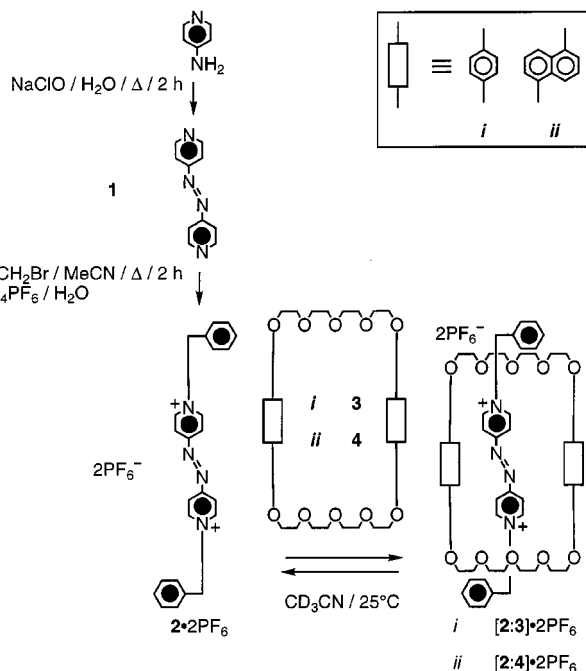 N
NH2
NaClO / H2O / Δ / 2 h
≡
i
ii
N
N
N
N
1
CH2Br / MeCN / Δ / 2 h
4PF6 / H2O
2PF6−
O O O O O
i 3
ii 4
O O O O O
+
N
N
N
N
+
2PF6−
CD3CN / 25°C
2•2PF6
O O O O O
+
N
N
N
N
+
O O O O O
i [2:3]•2PF6
ii [2:4]•2PF6